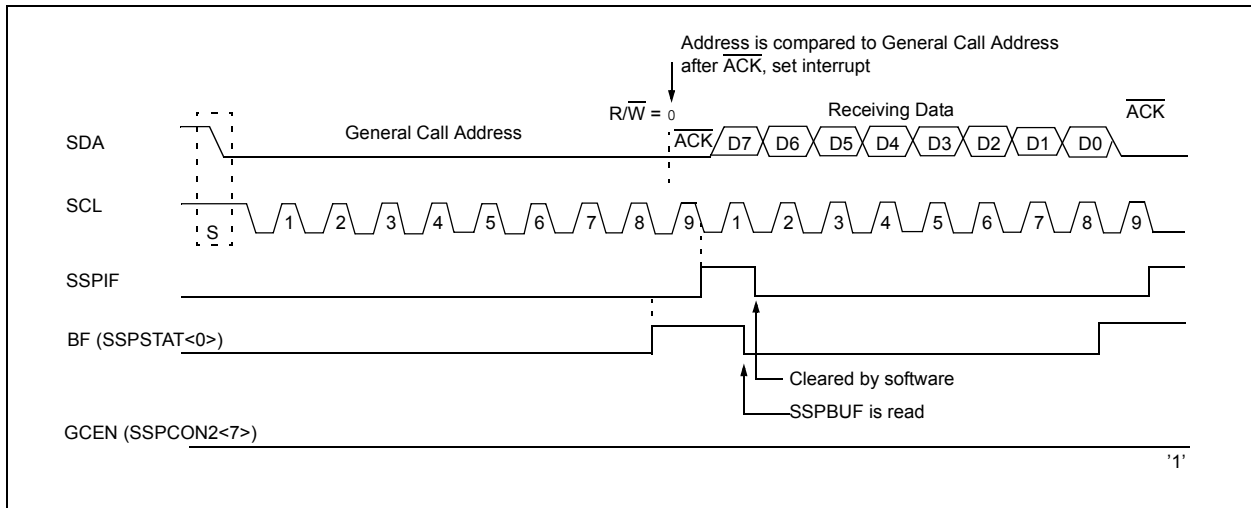 Address is compared to General Call Address
after ACK, set interrupt
R/W = 0
General Call Address
Receiving Data
ACK
SDA
ACK
D7 D6 D5 D4 D3 D2 D1 D0
SCL
S
1 2 3 4 5 6 7 8 9 1 2 3 4 5 6 7 8 9
SSPIF
BF (SSPSTAT<0>)
Cleared by software
SSPBUF is read
GCEN (SSPCON2<7>)
'1'